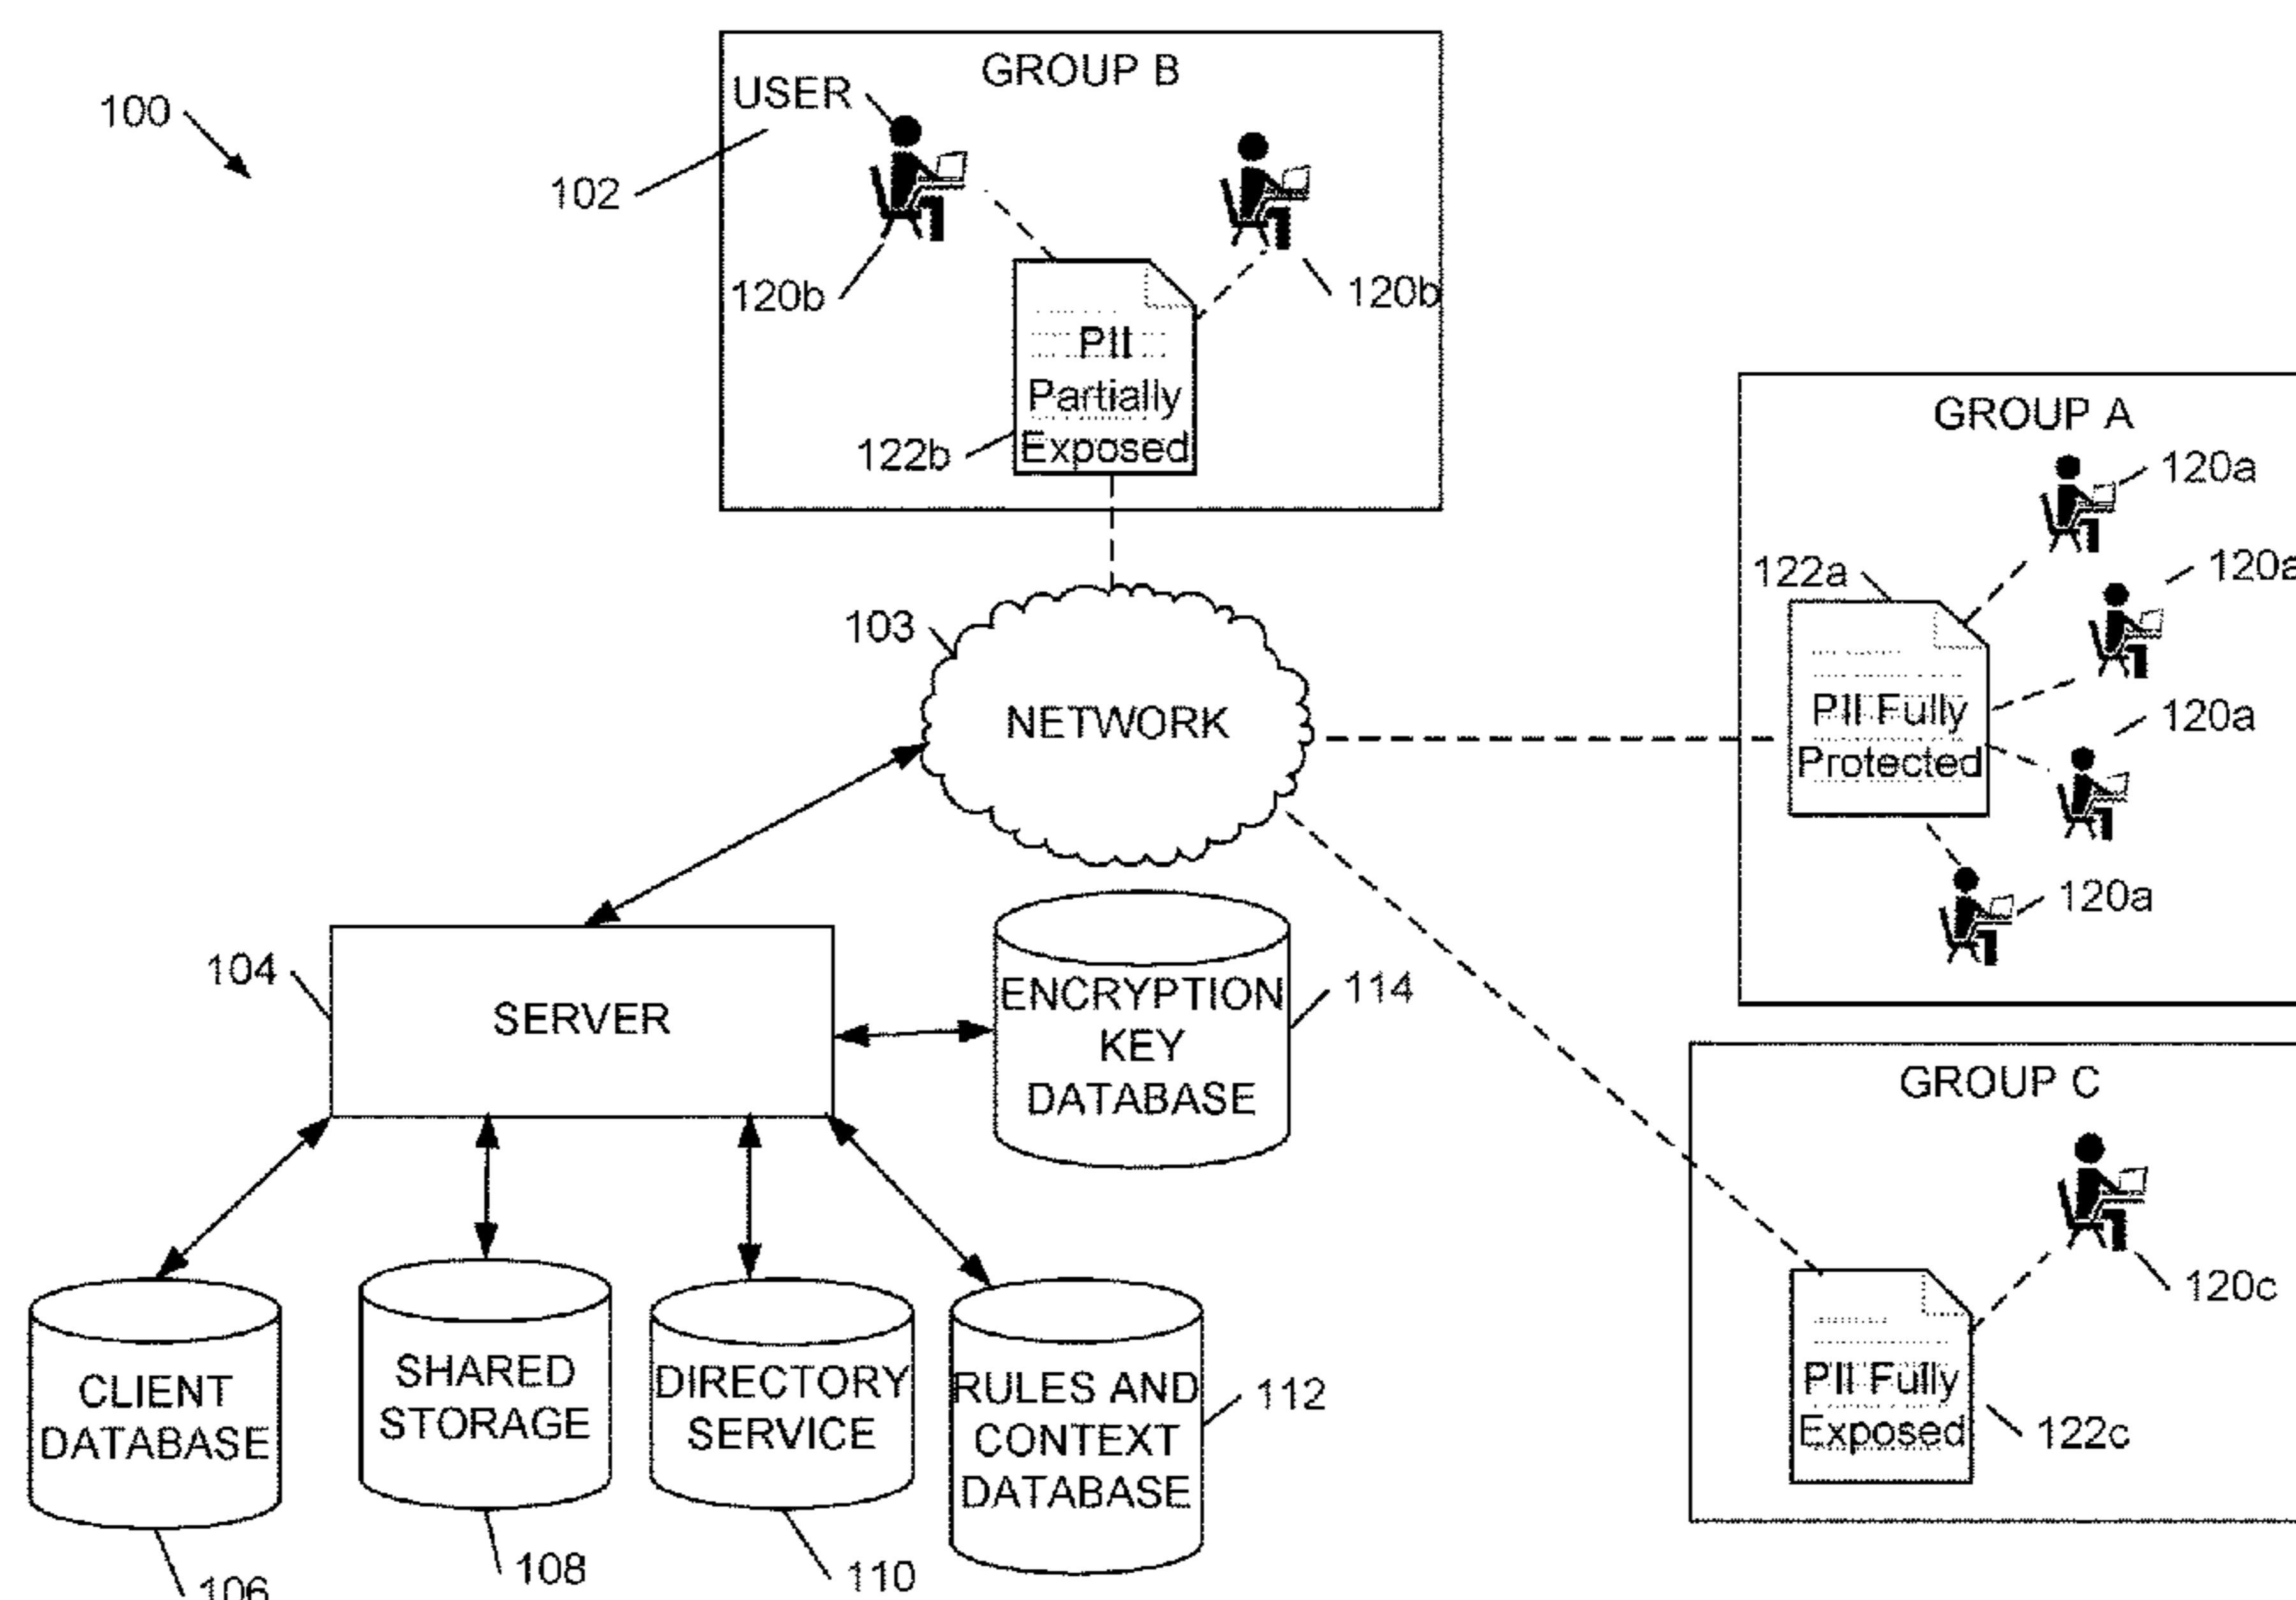 100
GROUP B
USER
102
120b
120b
PII
Partially
Exposed
122b
GROUP A
120a
120a
122a
PII Fully
Protected
120a
120a
103
NETWORK
104
SERVER
ENCRYPTION
KEY
DATABASE
114
GROUP C
120c
PII Fully
Exposed
122c
CLIENT
DATABASE
SHARED
STORAGE
DIRECTORY
SERVICE
RULES AND
CONTEXT
DATABASE
112
106
108
110